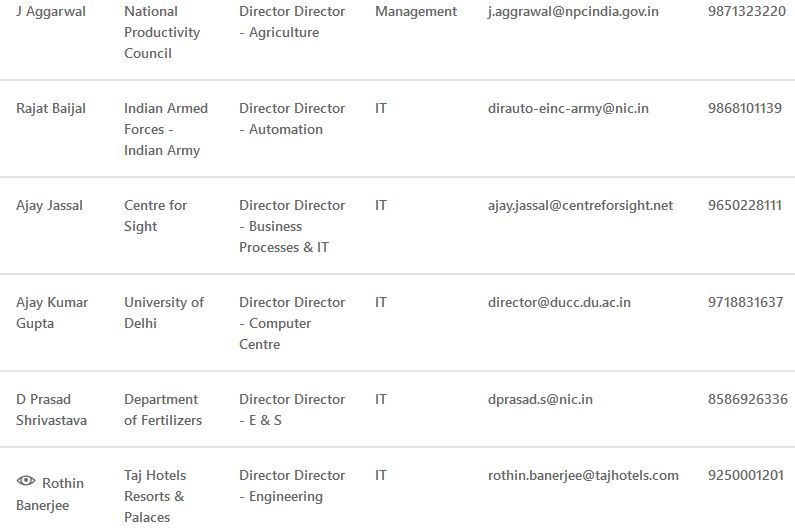 J Aggarwal National Director Director Management j.aggrawal@npcindia.gov.in 9871323220
Productivity - Agriculture
Council
Rajat Baijal Indian Armed Director Director IT dirauto-einc-army@nic.in 9868101139
Forces - - Automation
Indian Army
Ajay Jassal Centre for Director Director IT ajay.jassal@centreforsight.net 9650228111
Sight - Business
Processes & IT
Ajay Kumar University of Director Director IT director@ducc.du.ac.in 9718831637
Gupta Delhi - Computer
Centre
D Prasad Department Director Director IT dprasad.s@nic.in 8586926336
Shrivastava of Fertilizers - E & S
Rothin Taj Hotels Director Director IT rothin.banerjee@tajhotels.com 9250001201
Banerjee Resorts & - Engineering
Palaces